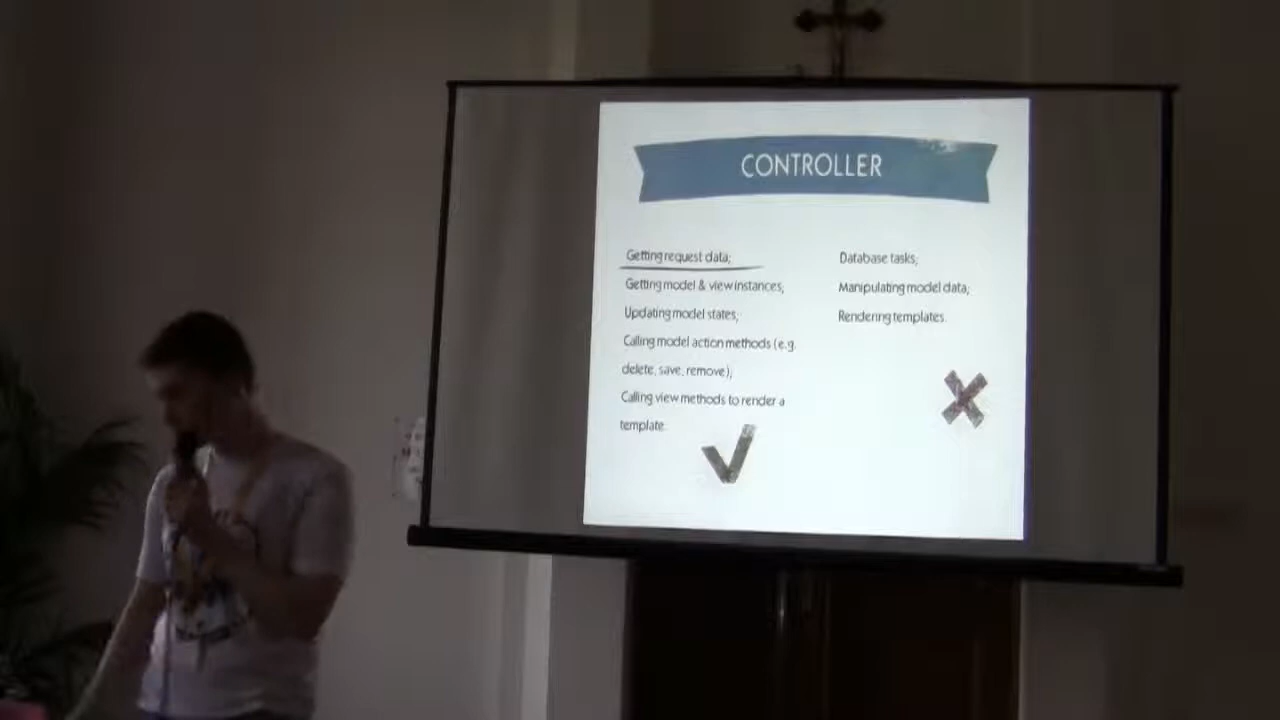 CONTROLLER
Getting request data;
Getting model & view instances;
Updating model states;
Calling model action methods (e.g.
delete, save, remove);
Calling view methods to render a
template.
Database tasks;
Manipulating model data;
Rendering templates.